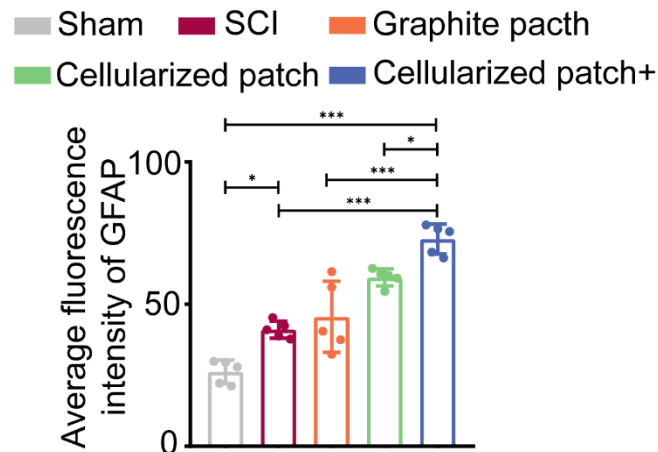 Sham SCI Graphite pacth
Cellularized patch Cellularized patch+
***
*
* ***
***
100
50
0
Average fluorescence
intensity of GFAP